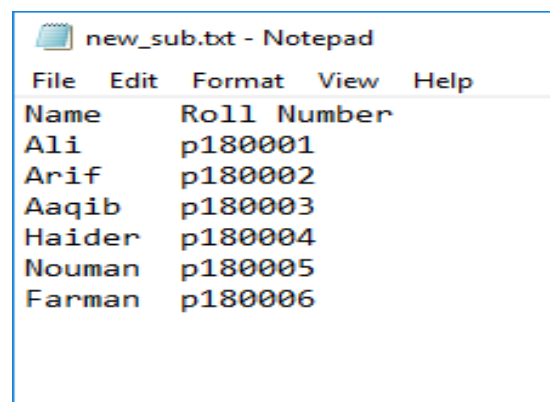 new_sub.txt - Notepad
File Edit Format View Help
Name Roll Number
Ali p180001
Arif p180002
Aaqib p180003
Haider p180004
Nouman p180005
Farman p180006